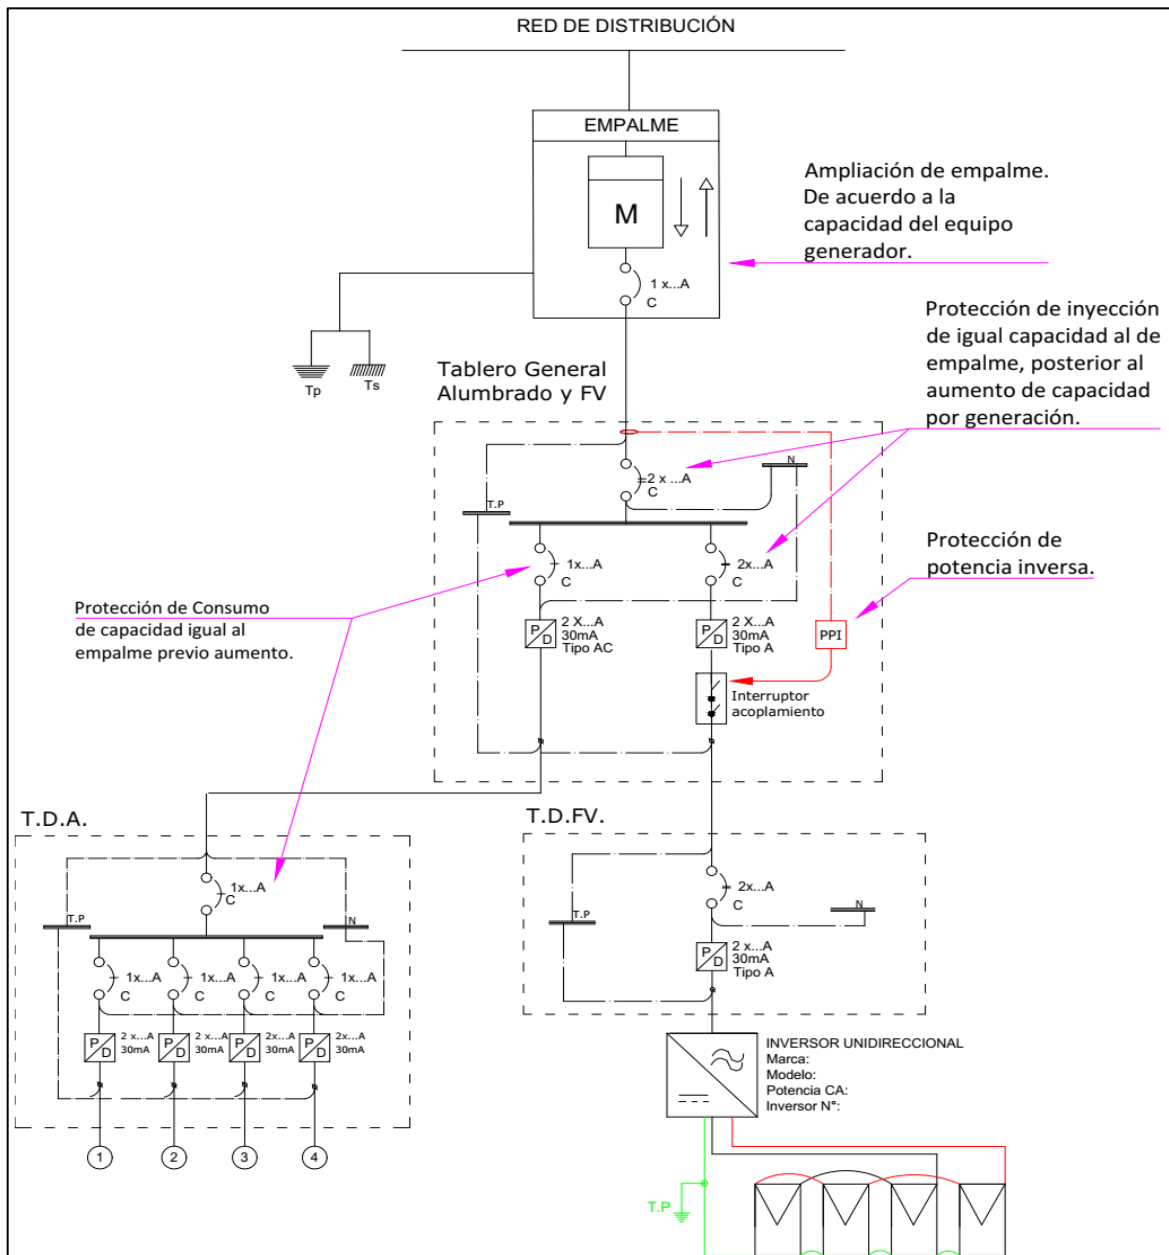 RED DE DISTRIBUCIÓN
EMPALME
M
1 x...A
C
Ampliación de empalme.
De acuerdo a la
capacidad del equipo
generador.
Tp
Ts
Protección de inyección
de igual capacidad al de
empalme, posterior al
aumento de capacidad
por generación.
Tablero General
Alumbrado y FV
2 x ...A
C
N
T.P
1x...A
C
2x...A
C
Protección de
potencia inversa.
Protección de Consumo
de capacidad igual al
empalme previo aumento.
P/D
2 X...A
30mA
Tipo AC
P/D
2 X...A
30mA
Tipo A
PPI
Interruptor
acoplamiento
T.D.A.
1x...A
C
T.P
N
1x...A
C
1x...A
C
1x...A
C
1x...A
C
P/D
2 x...A
30mA
P/D
2 x...A
30mA
P/D
2x...A
30mA
P/D
2x...A
30mA
1
2
3
4
T.D.FV.
2x...A
C
T.P
N
P/D
2 x...A
30mA
Tipo A
INVERSOR UNIDIRECCIONAL
Marca:
Modelo:
Potencia CA:
Inversor N°:
T.P